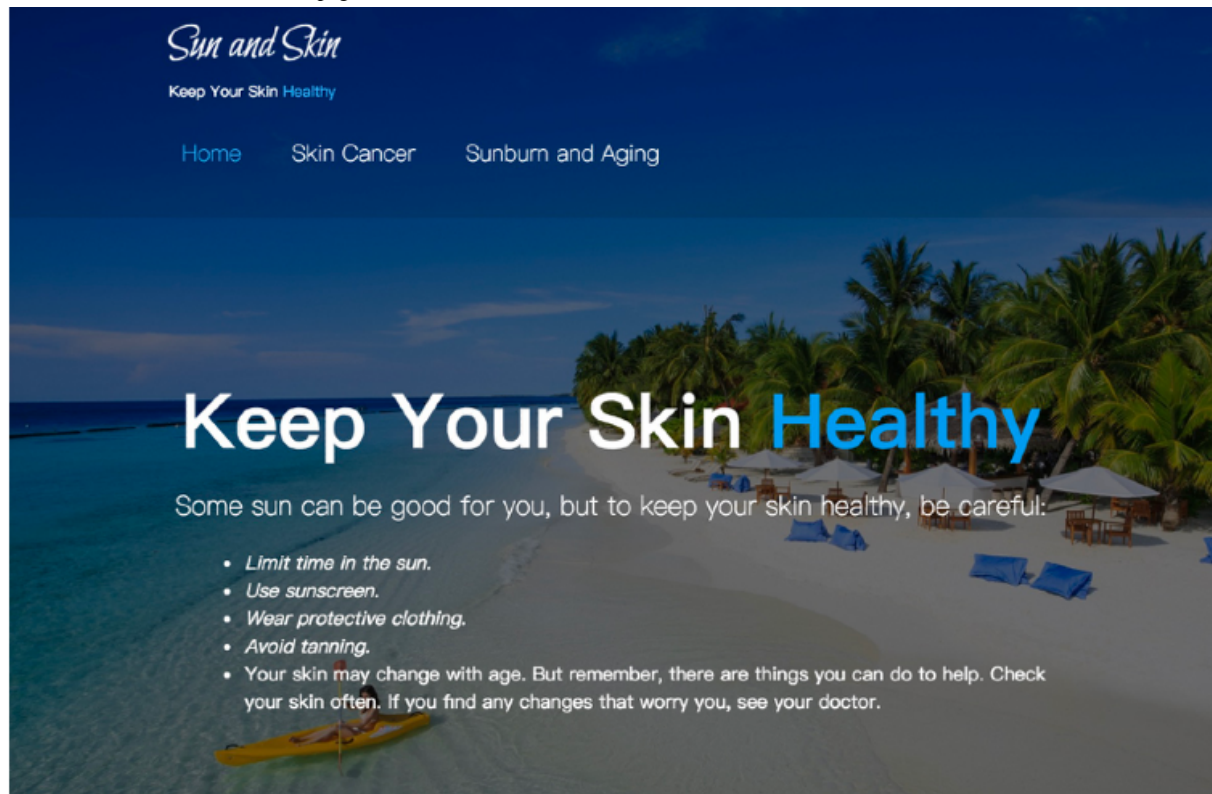 Sun and Skin
Keep Your Skin Healthy
Home Skin Cancer Sunburn and Aging
Keep Your Skin Healthy
Some sun can be good for you, but to keep your skin healthy, be careful:
• Limit time in the sun.
• Use sunscreen.
• Wear protective clothing.
• Avoid tanning.
• Your skin may change with age. But remember, there are things you can do to help. Check
your skin often. If you find any changes that worry you, see your doctor.